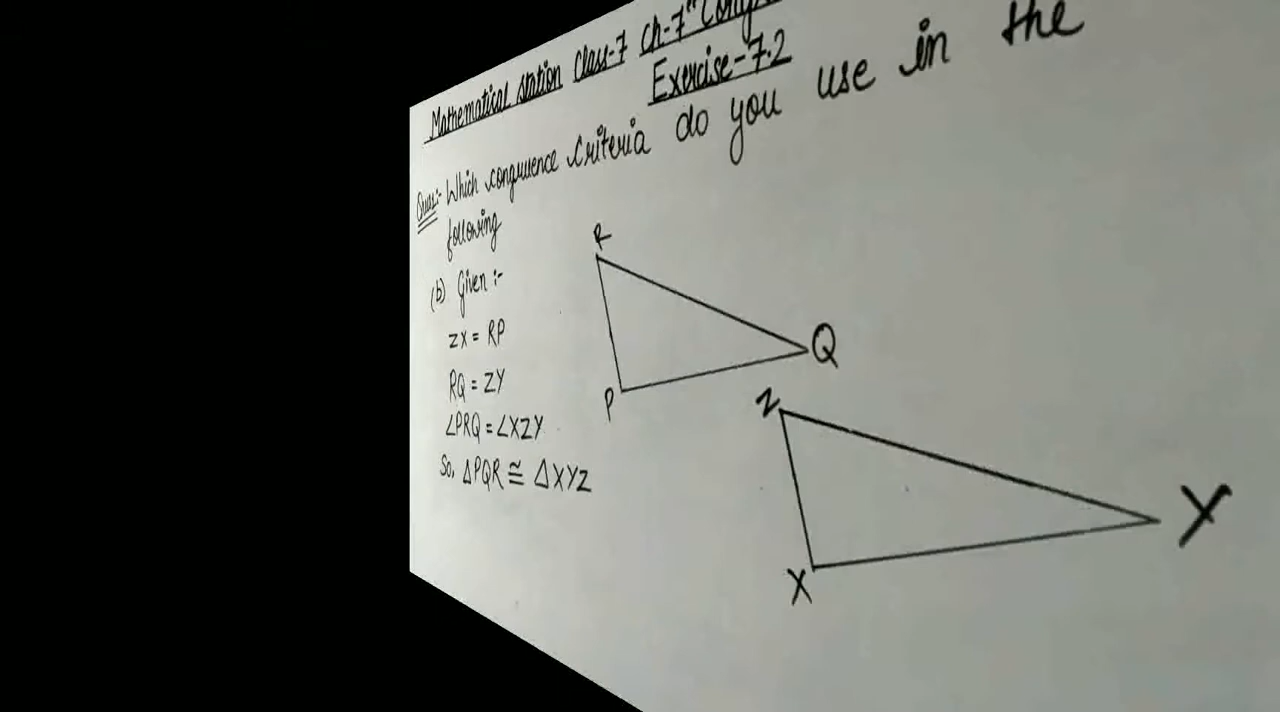 Mathematical station Class-7 Ch-7"
Exercise-7.2
Ques:- Which congruence criteria do you use in the
following
(b) Given :-
ZX = RP
RQ = ZY
∠PRQ = ∠XZY
So, ΔPQR ≅ ΔXYZ
R
Q
P
Z
Y
X